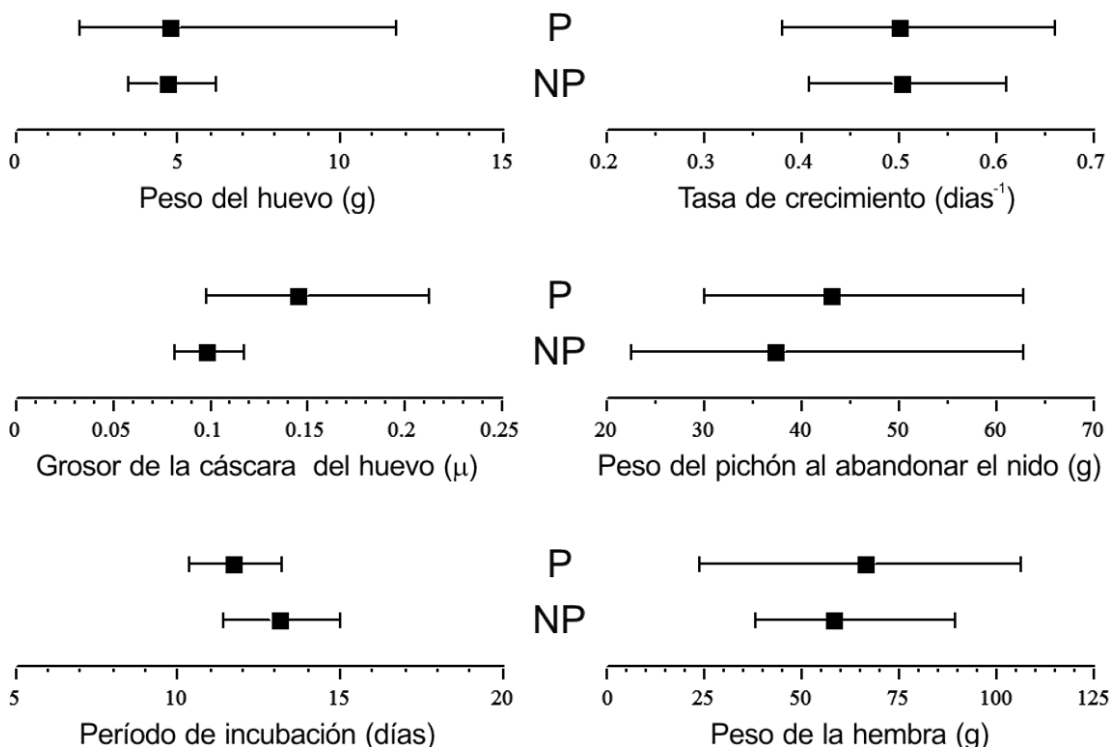 P
NP
0 5 10 15
Peso del huevo (g)
0.2 0.3 0.4 0.5 0.6 0.7
Tasa de crecimiento (dias⁻¹)
P
NP
0 0.05 0.1 0.15 0.2 0.25
Grosor de la cáscara del huevo (μ)
20 30 40 50 60 70
Peso del pichón al abandonar el nido (g)
P
NP
5 10 15 20
Período de incubación (días)
0 25 50 75 100 125
Peso de la hembra (g)